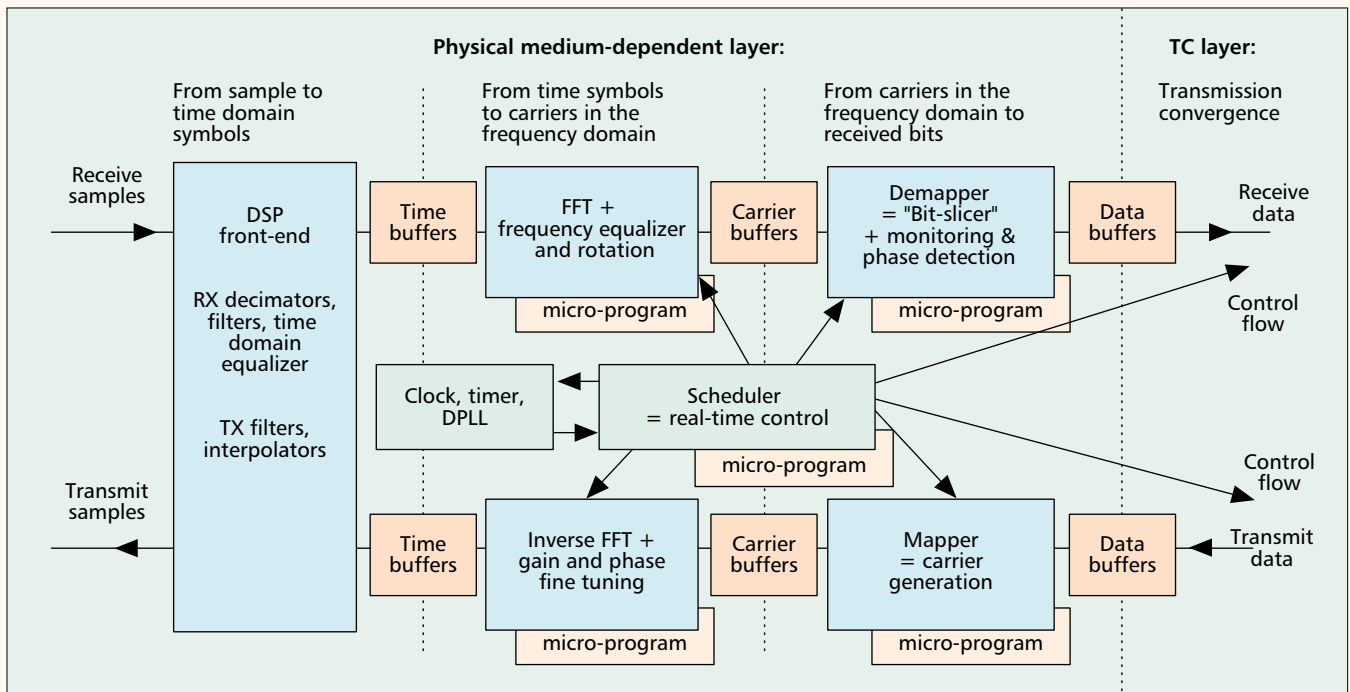 Physical medium-dependent layer:
TC layer:
From sample to
time domain
symbols
From time symbols
to carriers in the
frequency domain
From carriers in the
frequency domain to
received bits
Transmission
convergence
Receive
samples
DSP
front-end
RX decimators,
filters, time
domain
equalizer
TX filters,
interpolators
Time
buffers
FFT +
frequency equalizer
and rotation
micro-program
Carrier
buffers
Demapper
= "Bit-slicer"
+ monitoring &
phase detection
micro-program
Data
buffers
Receive
data
Control
flow
Clock, timer,
DPLL
Scheduler
= real-time control
micro-program
Control
flow
Transmit
samples
Time
buffers
Inverse FFT +
gain and phase
fine tuning
micro-program
Carrier
buffers
Mapper
= carrier
generation
micro-program
Data
buffers
Transmit
data